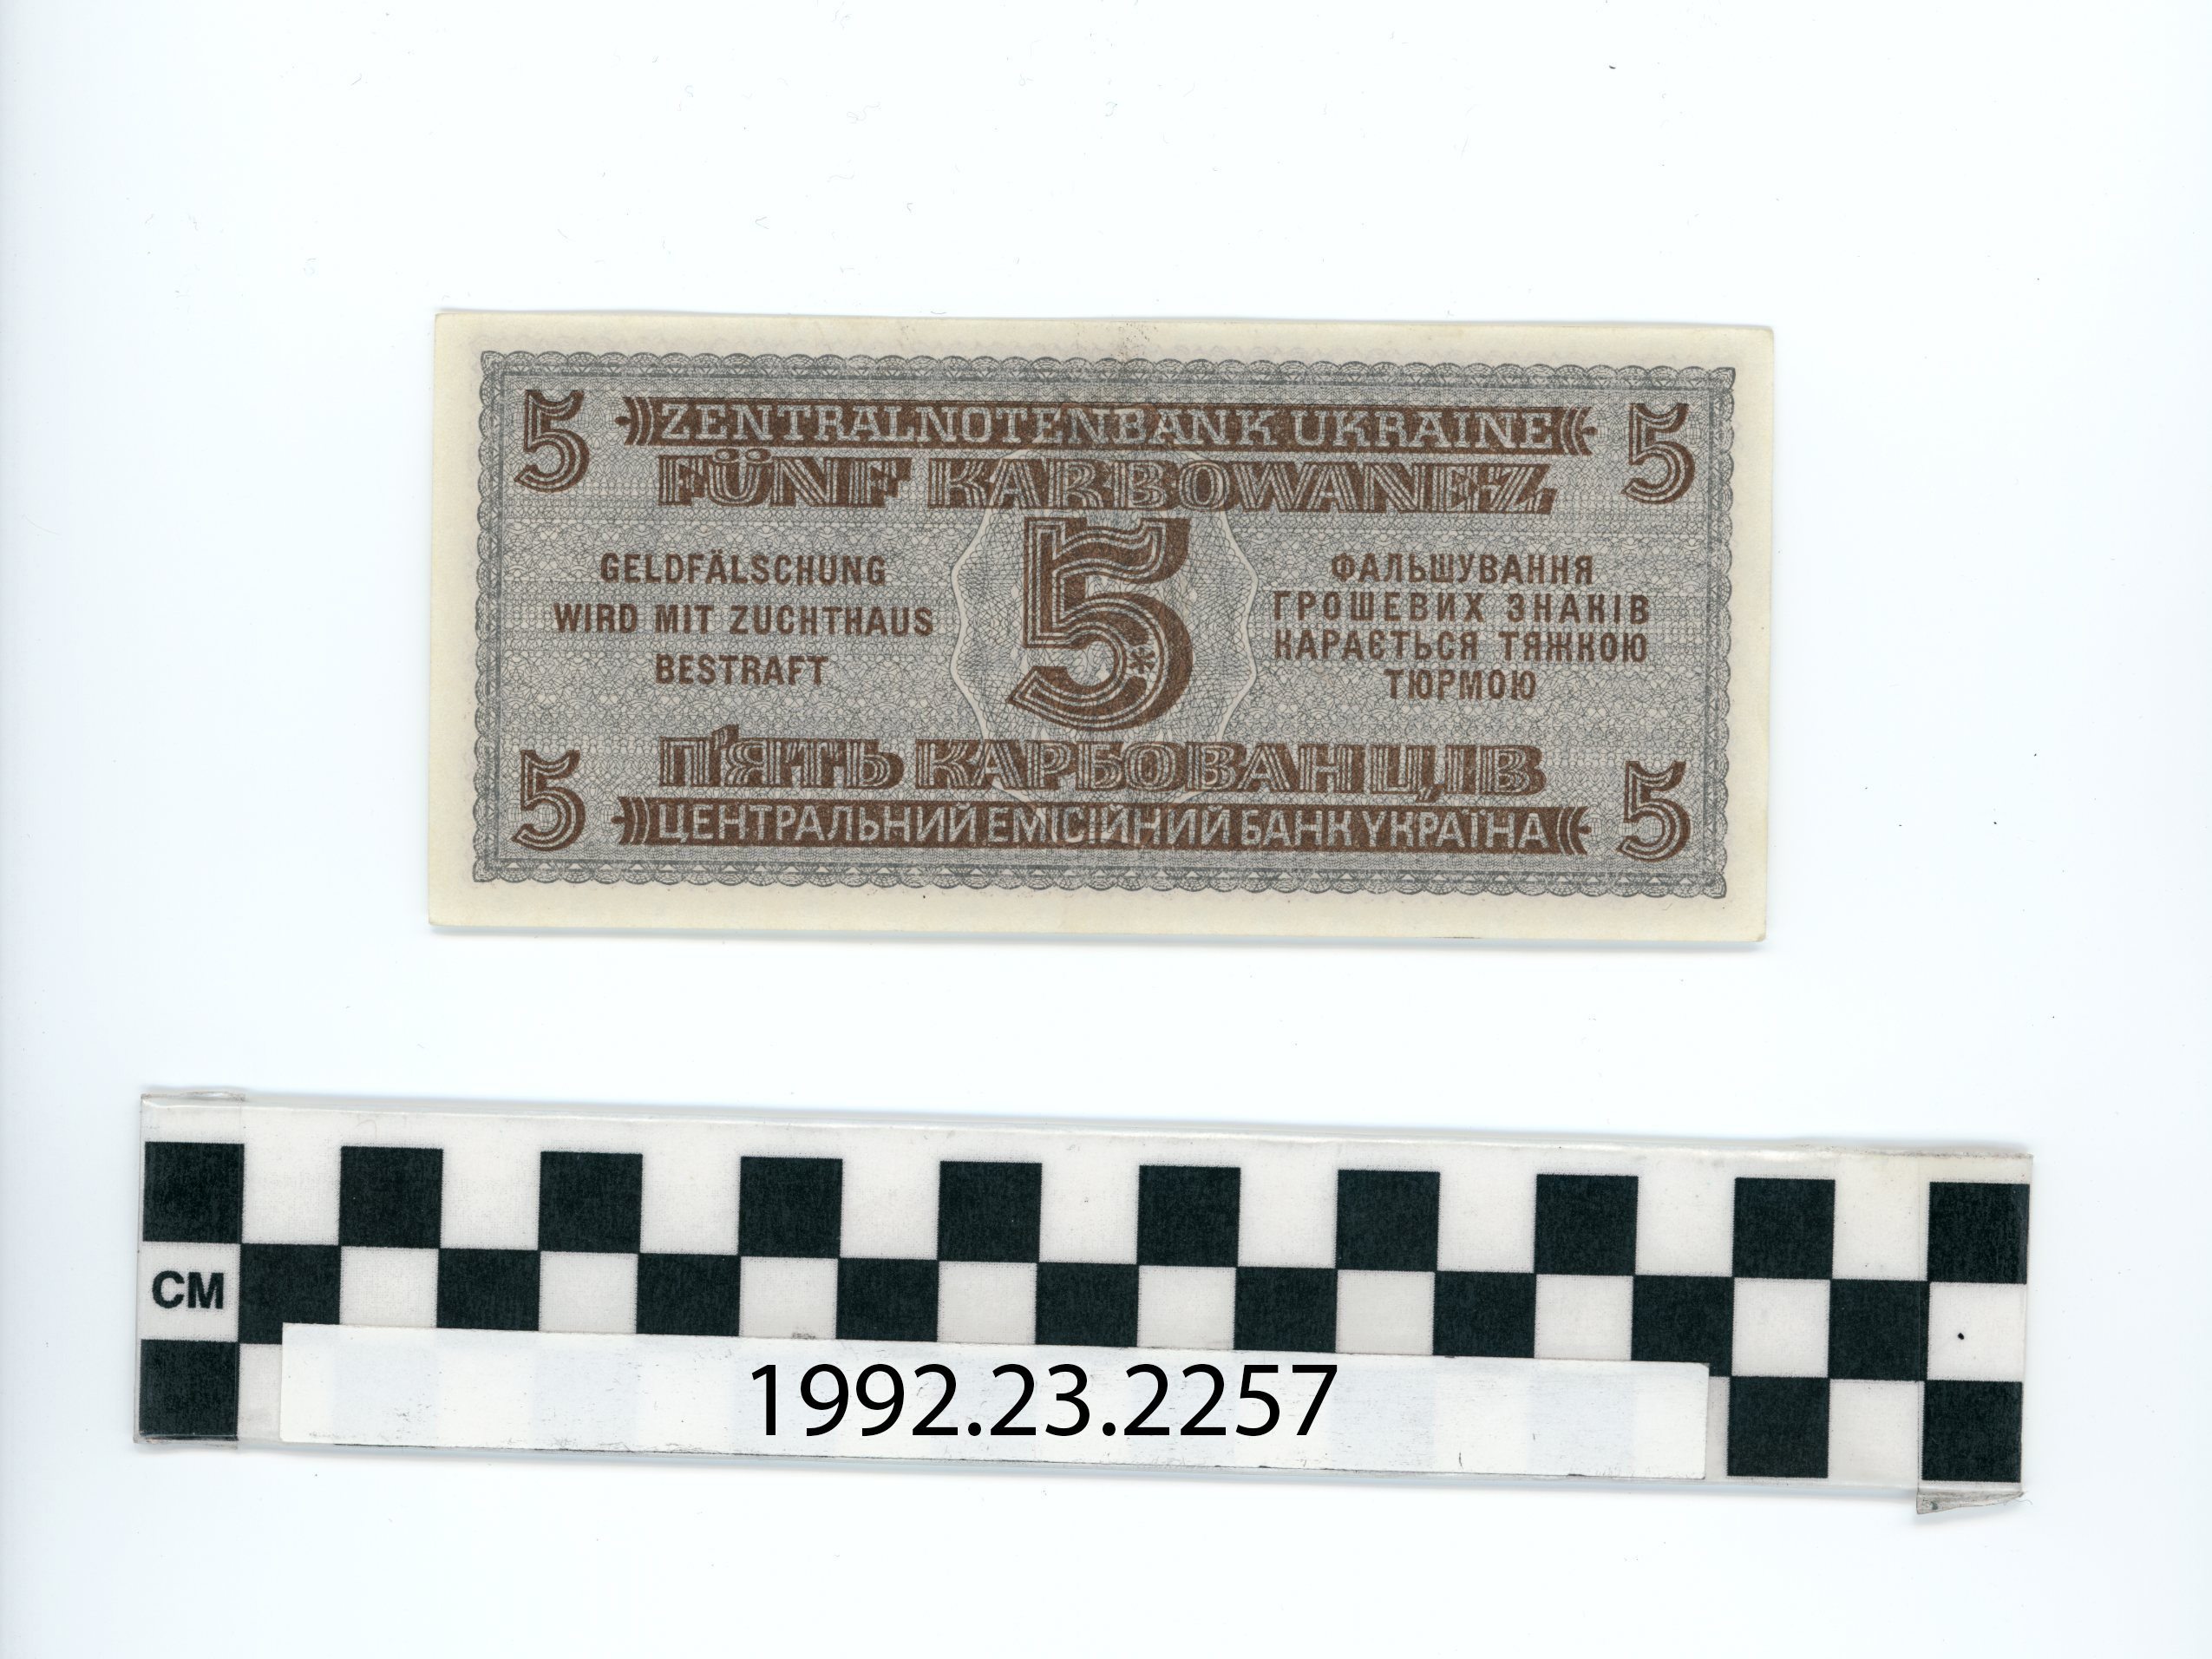 5 ZENTRALNOTENBANK UKRAINE 5
FÜNF KARBOWANEZ
5
GELDFÄLSCHUNG
WIRD MIT ZUCHTHAUS
BESTRAFT
ФАЛЬШУВАННЯ
ГРОШЕВИХ ЗНАКІВ
КАРАЄТЬСЯ ТЯЖКОЮ
ТЮРМОЮ
П'ЯТЬ КАРБОВАНЦІВ
5 ЦЕНТРАЛЬНИЙ ЕМІСІЙНИЙ БАНК УКРАЇНА 5
CM
1992.23.2257